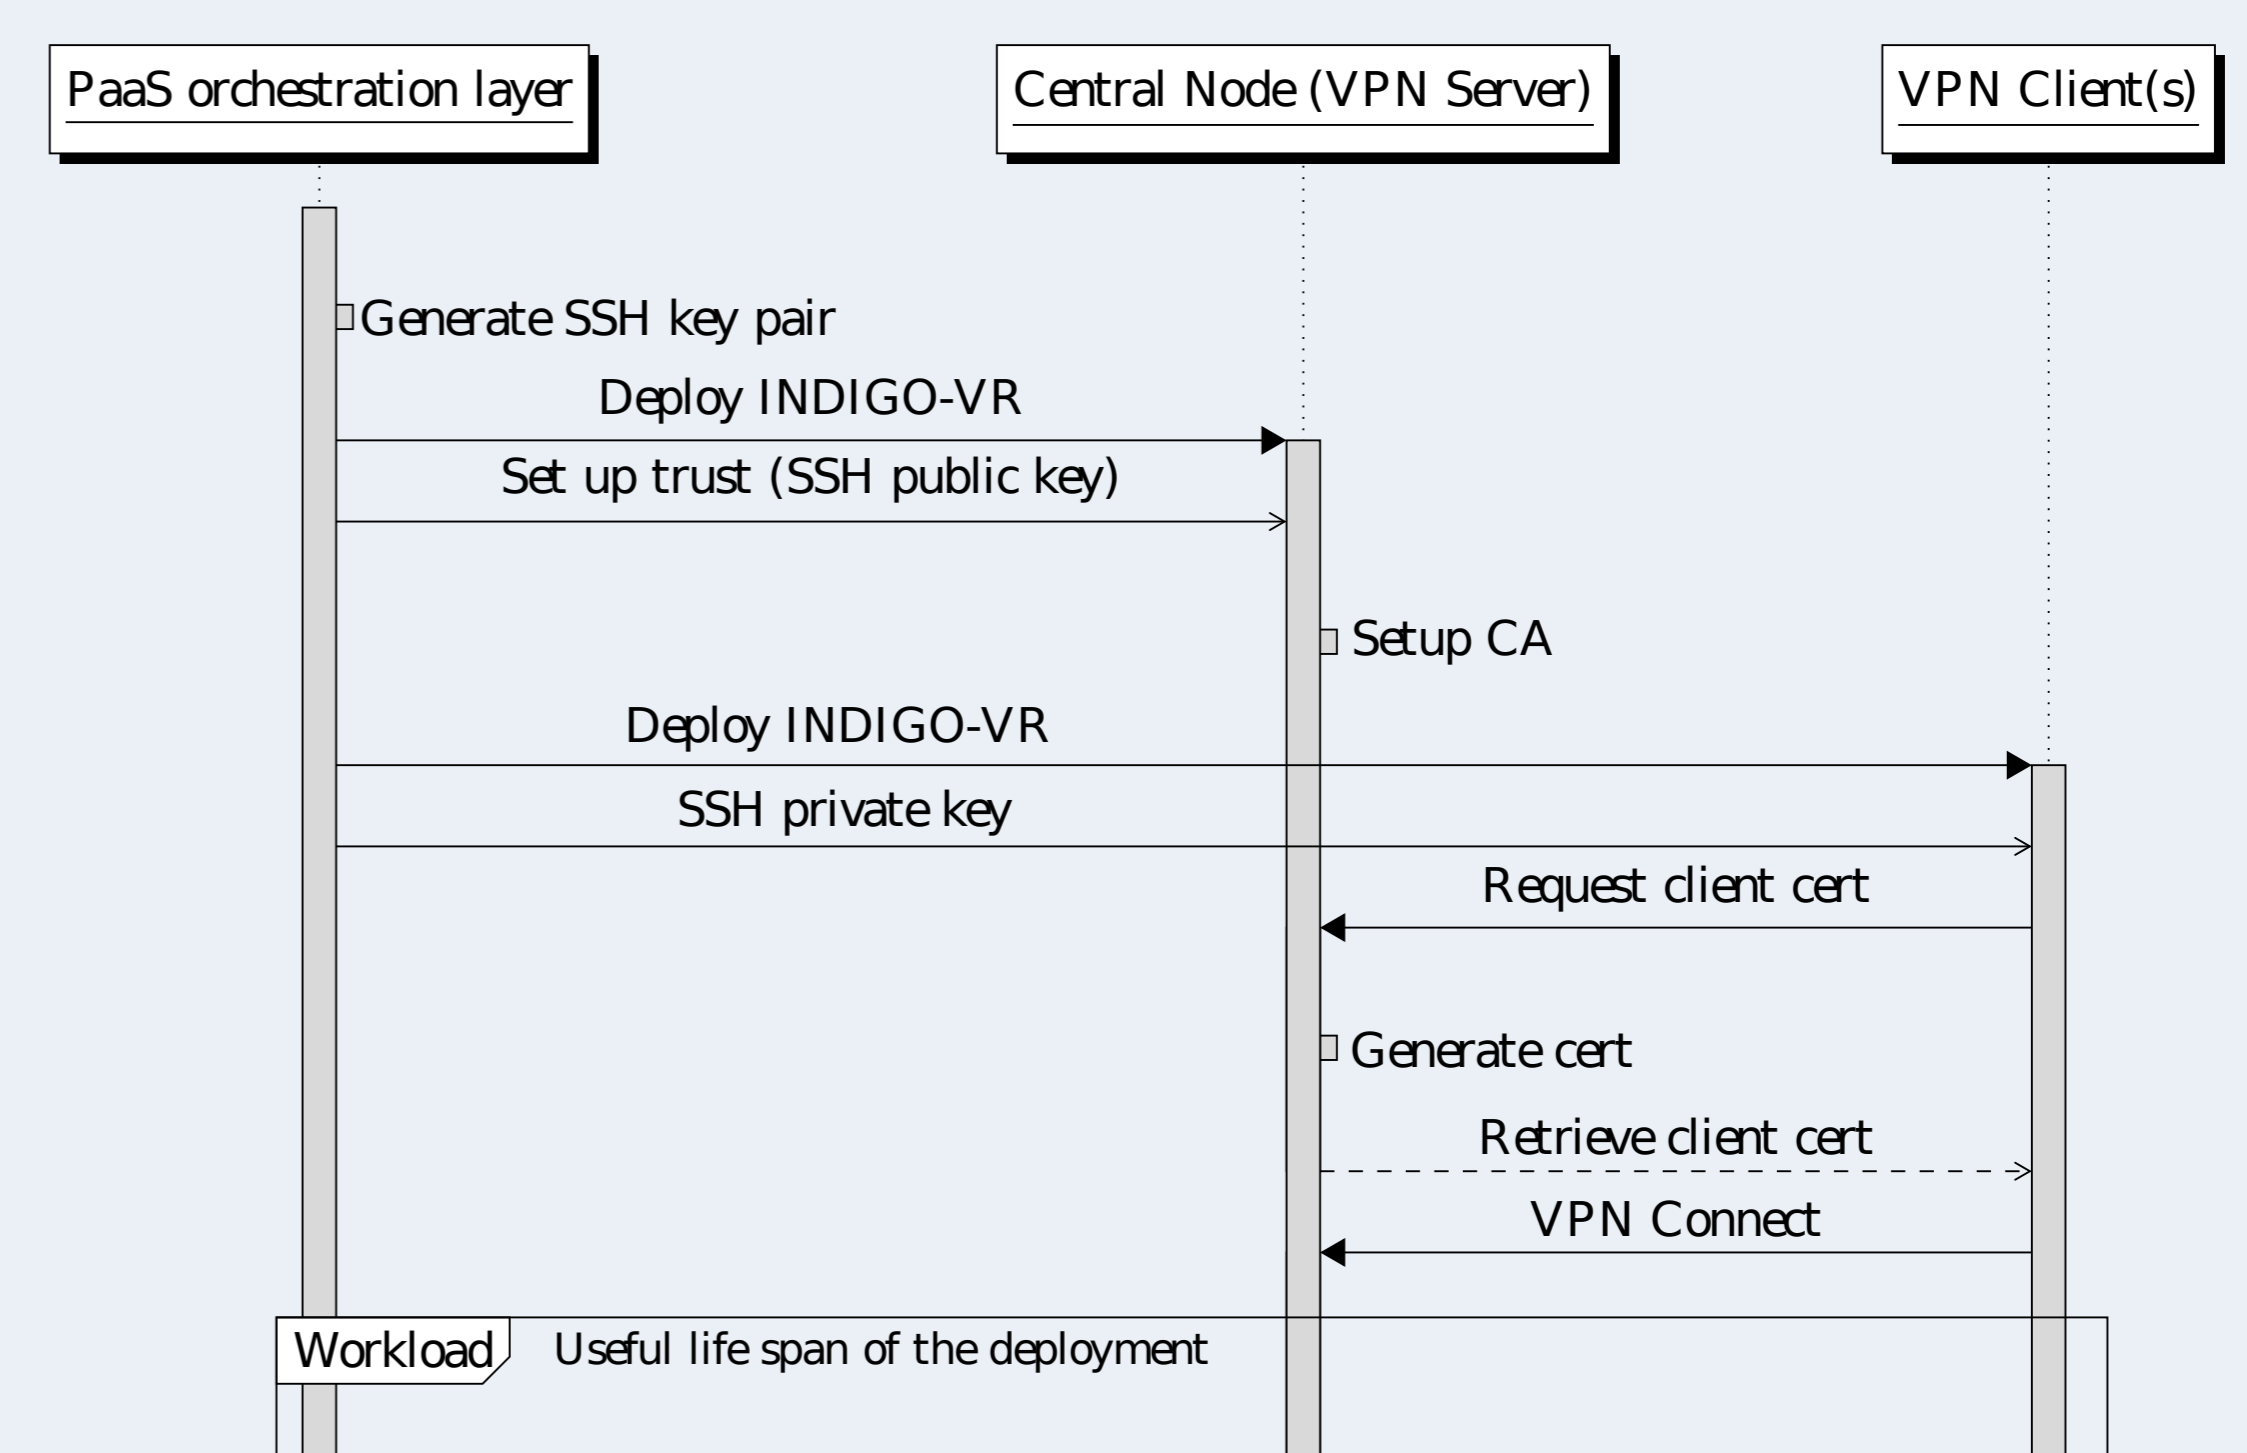 PaaS orchestration layer
Central Node (VPN Server)
VPN Client(s)
Generate SSH key pair
Deploy INDIGO-VR
Set up trust (SSH public key)
Setup CA
Deploy INDIGO-VR
SSH private key
Request client cert
Generate cert
Retrieve client cert
VPN Connect
Workload
Useful life span of the deployment